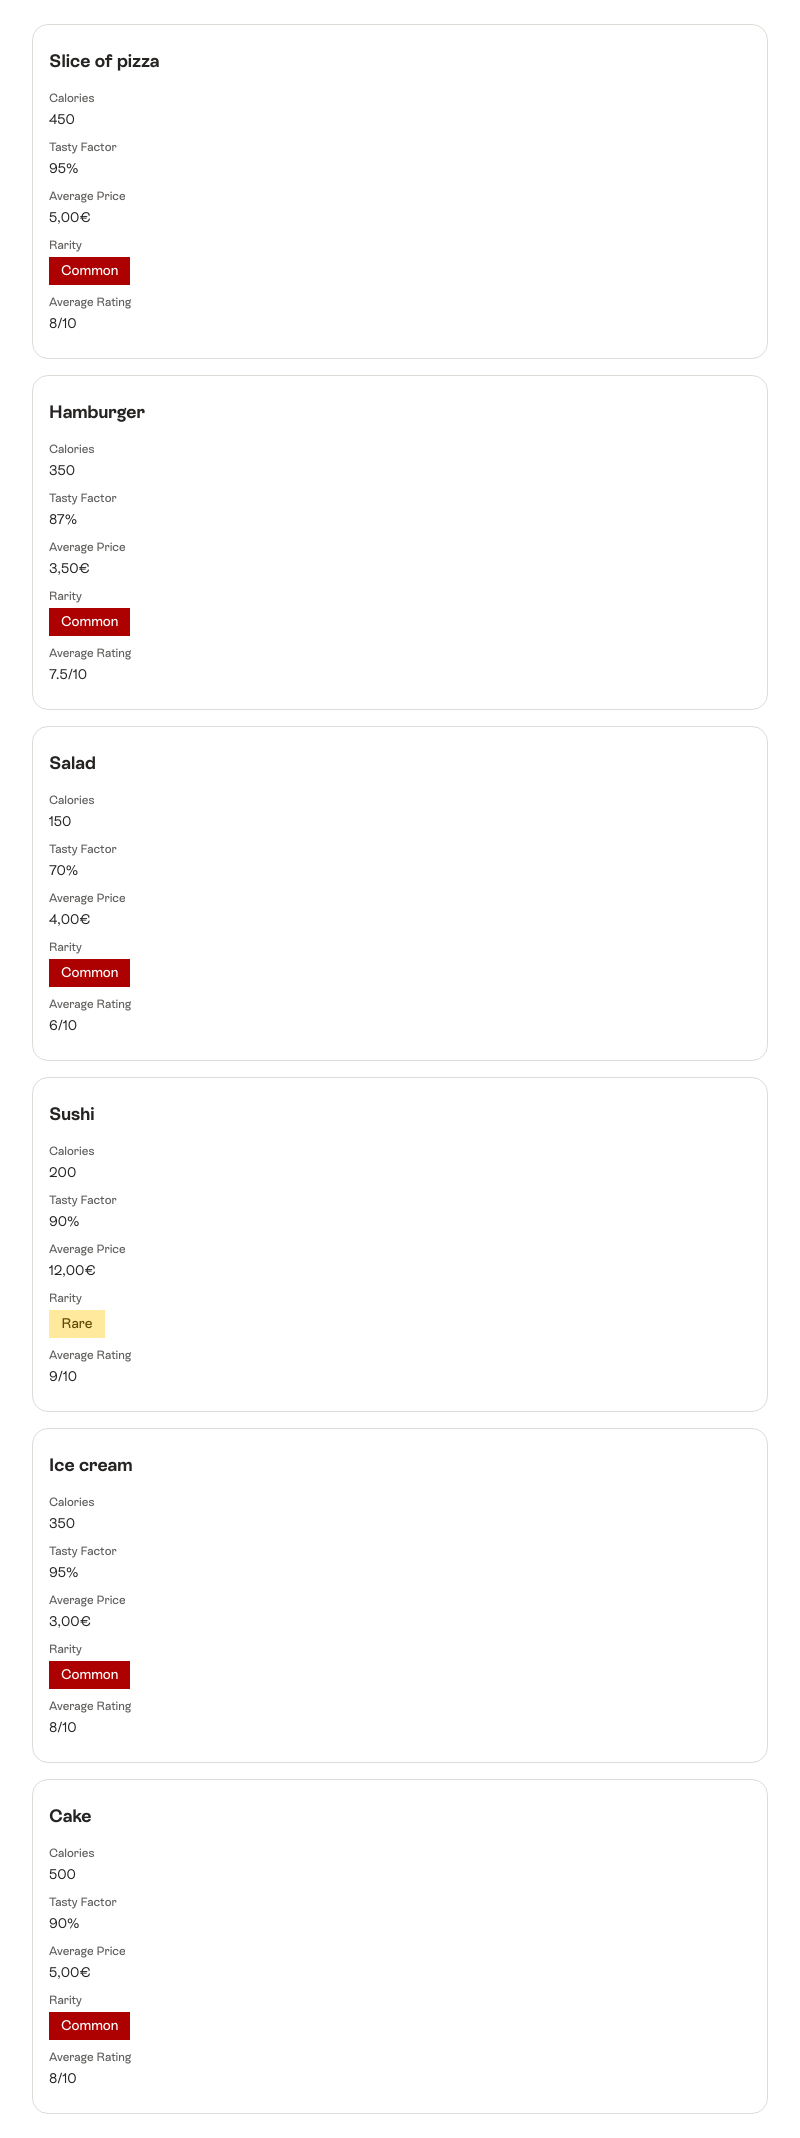 Slice of pizza
Calories
450
Tasty Factor
95%
Average Price
5,00€
Rarity
Common
Average Rating
8/10
Hamburger
Calories
350
Tasty Factor
87%
Average Price
3,50€
Rarity
Common
Average Rating
7.5/10
Salad
Calories
150
Tasty Factor
70%
Average Price
4,00€
Rarity
Common
Average Rating
6/10
Sushi
Calories
200
Tasty Factor
90%
Average Price
12,00€
Rarity
Rare
Average Rating
9/10
Ice cream
Calories
350
Tasty Factor
95%
Average Price
3,00€
Rarity
Common
Average Rating
8/10
Cake
Calories
500
Tasty Factor
90%
Average Price
5,00€
Rarity
Common
Average Rating
8/10